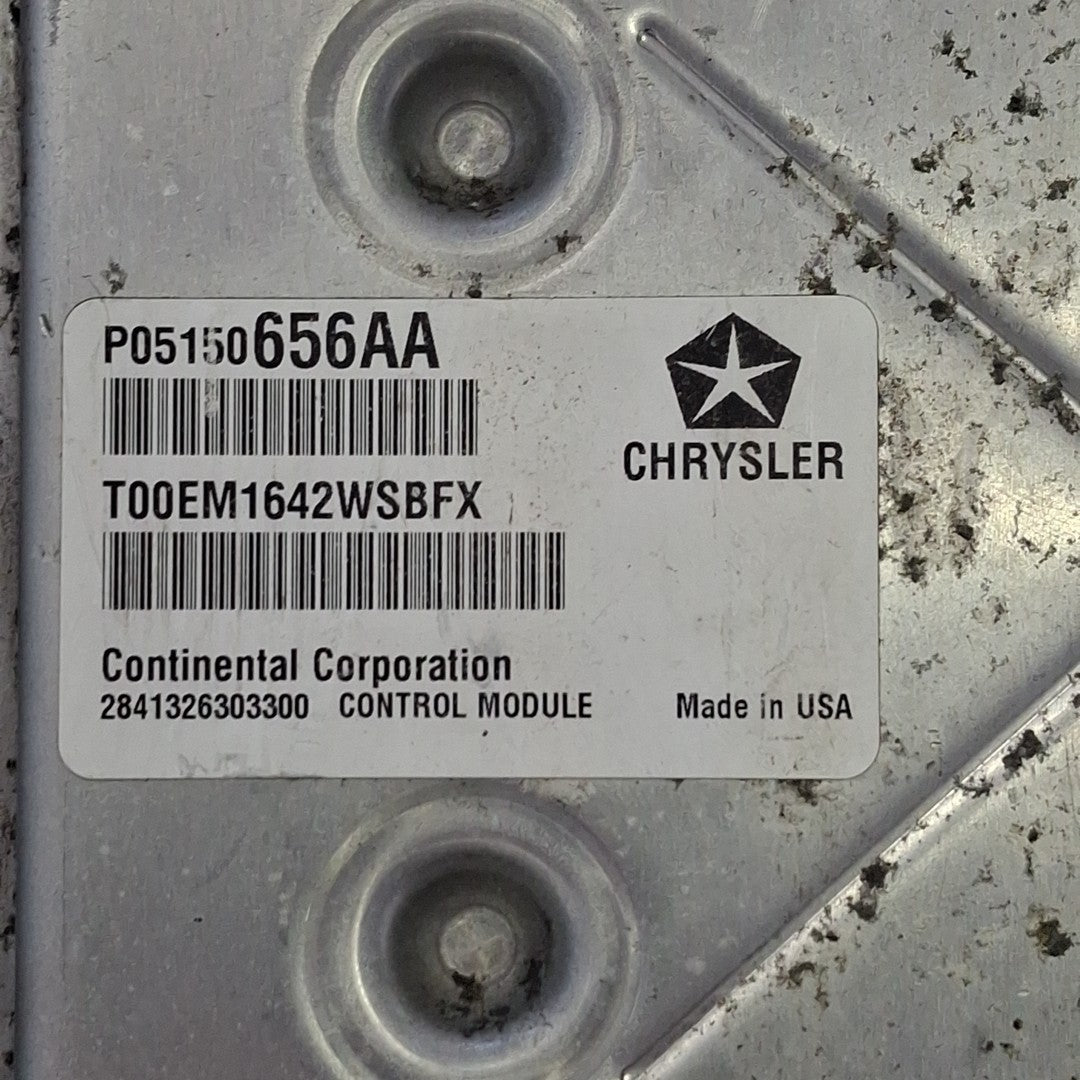 P05150656AA
CHRYSLER
T00EM1642WSBFX
Continental Corporation
2841326303300 CONTROL MODULE Made in USA